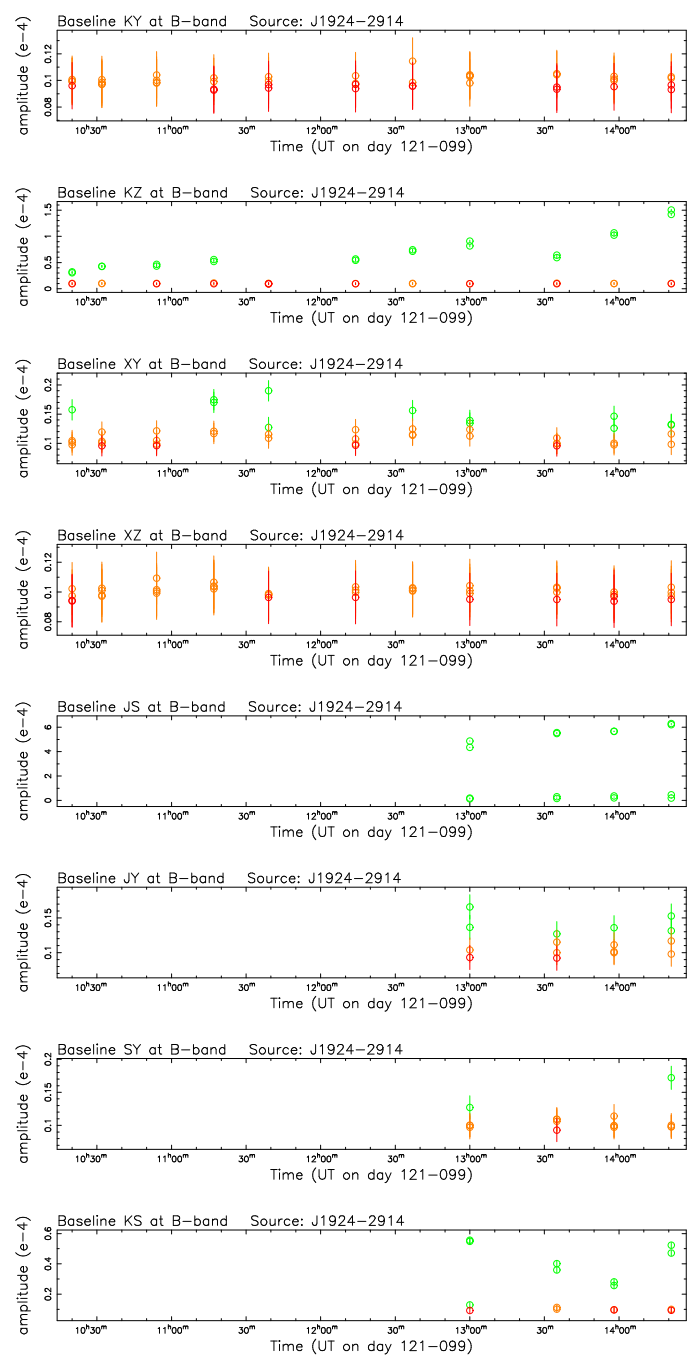 Baseline KY at B-band Source: J1924-2914
amplitude (e-4)
0.12
0.1
0.08
10h30m 11h00m 30m 12h00m 30m 13h00m 30m 14h00m
Time (UT on day 121-099)
Baseline KZ at B-band Source: J1924-2914
amplitude (e-4)
1.5
1
0.5
0
10h30m 11h00m 30m 12h00m 30m 13h00m 30m 14h00m
Time (UT on day 121-099)
Baseline XY at B-band Source: J1924-2914
amplitude (e-4)
0.2
0.15
0.1
10h30m 11h00m 30m 12h00m 30m 13h00m 30m 14h00m
Time (UT on day 121-099)
Baseline XZ at B-band Source: J1924-2914
amplitude (e-4)
0.12
0.1
0.08
10h30m 11h00m 30m 12h00m 30m 13h00m 30m 14h00m
Time (UT on day 121-099)
Baseline JS at B-band Source: J1924-2914
amplitude (e-4)
6
4
2
0
10h30m 11h00m 30m 12h00m 30m 13h00m 30m 14h00m
Time (UT on day 121-099)
Baseline JY at B-band Source: J1924-2914
amplitude (e-4)
0.15
0.1
10h30m 11h00m 30m 12h00m 30m 13h00m 30m 14h00m
Time (UT on day 121-099)
Baseline SY at B-band Source: J1924-2914
amplitude (e-4)
0.2
0.15
0.1
10h30m 11h00m 30m 12h00m 30m 13h00m 30m 14h00m
Time (UT on day 121-099)
Baseline KS at B-band Source: J1924-2914
amplitude (e-4)
0.6
0.4
0.2
10h30m 11h00m 30m 12h00m 30m 13h00m 30m 14h00m
Time (UT on day 121-099)